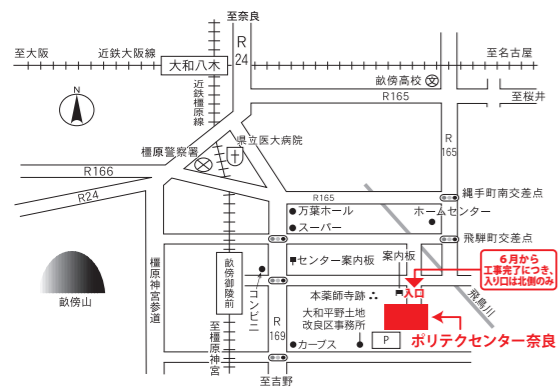 至奈良
R
24
至大阪
近鉄大阪線
大和八木
至名古屋
近鉄橿原線
畝傍高校
文
N
R165
至桜井
県立医大病院
橿原警察署
R
165
R166
R24
R165
縄手町南交差点
万葉ホール
ホームセンター
スーパー
飛騨町交差点
畝傍山
橿原神宮参道
畝傍御陵前
センター案内板
案内板
6月から
工事完了につき、
入り口は北側のみ
コンビニ
本薬師寺跡
入口
飛鳥川
至橿原神宮
R
169
大和平野土地
改良区事務所
P
ポリテクセンター奈良
カーブス
至吉野